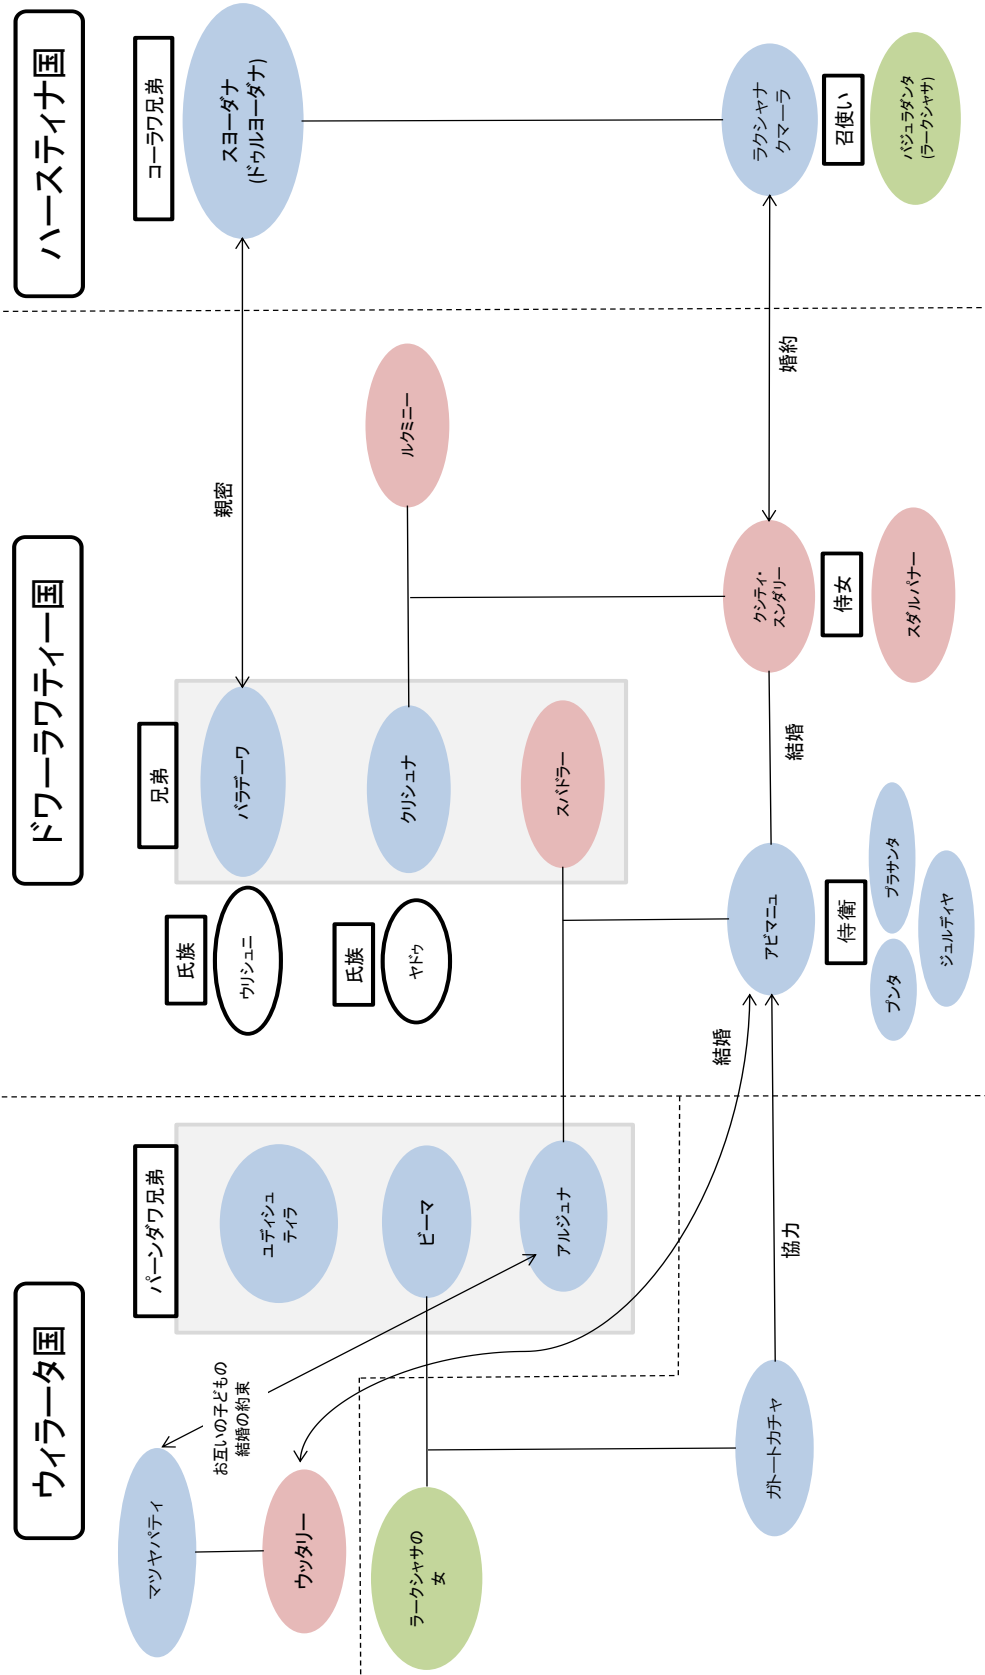 ウィラータ国
ドワーラワティー国
ハースティナ国
パーンダワ兄弟
兄弟
コーラワ兄弟
マツヤパティ
お互いの子どもの
結婚の約束
ウッタリー
ラークシャサの
女
ユディシュ
ティラ
ビーマ
アルジュナ
氏族
ウリシュニ
氏族
ヤドゥ
バラデーワ
クリシュナ
スバドラー
親密
ルクミニー
スヨーダナ
(ドゥルヨーダナ)
ガトートカチャ
協力
結婚
アビマニュ
結婚
クシティ・
スンダリー
婚約
ラクシャナ
クマーラ
侍衛
プンタ
プラサンタ
ジュルディヤ
侍女
スダルパナー
召使い
バジュラダンタ
(ラークシャサ)